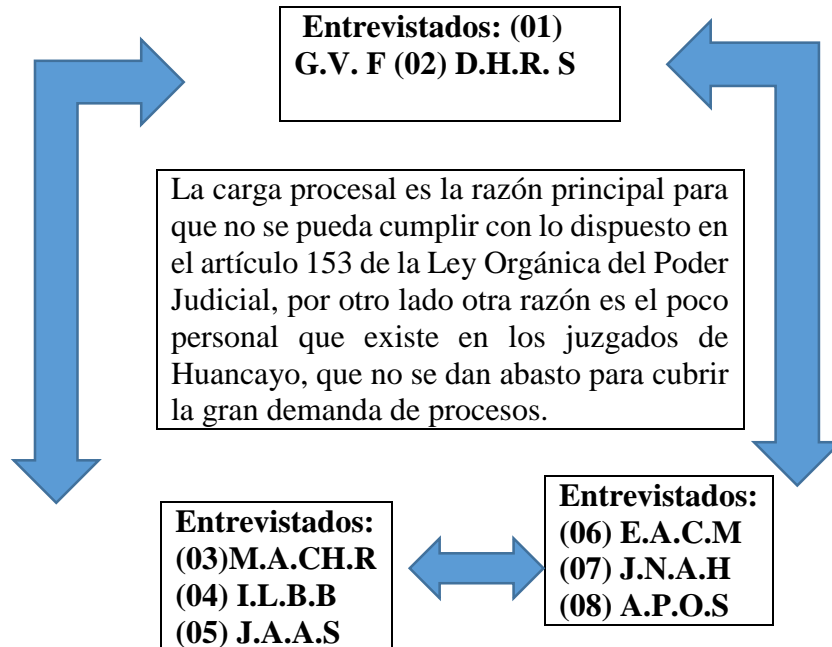 Entrevistados: (01)
G.V. F (02) D.H.R. S
La carga procesal es la razón principal para
que no se pueda cumplir con lo dispuesto en
el artículo 153 de la Ley Orgánica del Poder
Judicial, por otro lado otra razón es el poco
personal que existe en los juzgados de
Huancayo, que no se dan abasto para cubrir
la gran demanda de procesos.
Entrevistados:
(03)M.A.CH.R
(04) I.L.B.B
(05) J.A.A.S
Entrevistados:
(06) E.A.C.M
(07) J.N.A.H
(08) A.P.O.S